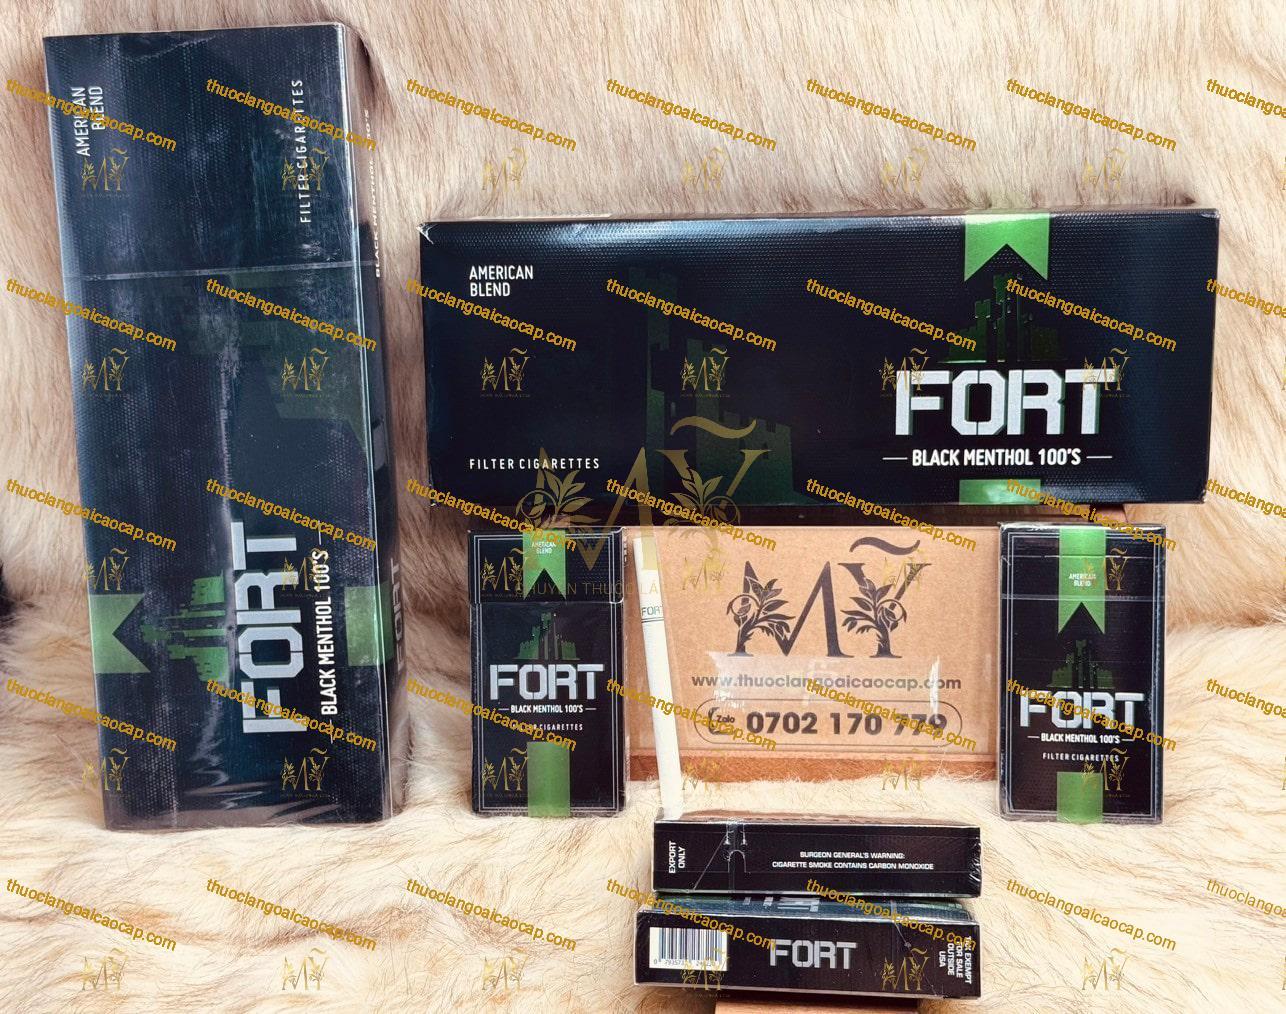 AMERICAN
BLEND
FILTER CIGARETTES
FORT
BLACK MENTHOL 100'S
AMERICAN
BLEND
FILTER CIGARETTES
FORT
BLACK MENTHOL 100'S
AMERICAN
BLEND
FORT
BLACK MENTHOL 100'S
FILTER CIGARETTES
FORT
MỸ
www.thuoclangoaicaocap.com
Zalo
0702 170 779
AMERICAN
BLEND
FORT
BLACK MENTHOL 100'S
FILTER CIGARETTES
EXPORT
ONLY
SURGEON GENERAL'S WARNING:
CIGARETTE SMOKE CONTAINS CARBON MONOXIDE
FORT
TAX EXEMPT
FOR SALE
OUTSIDE
USA
thuoclangoaicaocap.com
MỸ